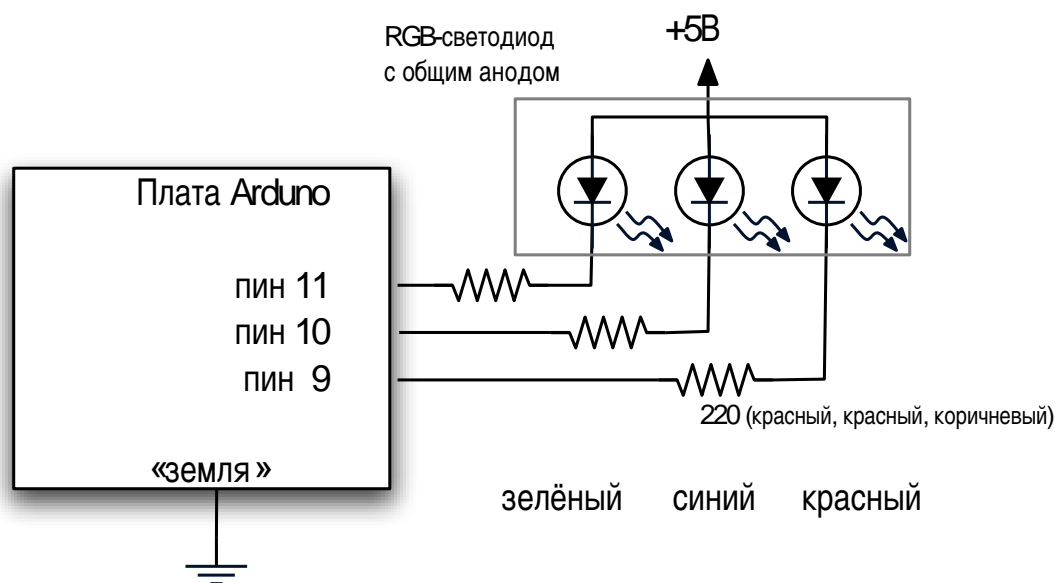 RGB-светодиод
с общим анодом
+5В
Плата Arduno
пин 11
пин 10
пин 9
220 (красный, красный, коричневый)
«земля»
зелёный синий красный